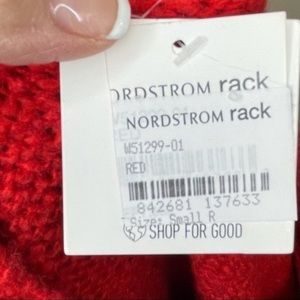 NORDSTROM rack
NORDSTROM rack
W51299-01
RED
842681 137633
Size: Small R
SHOP FOR GOOD